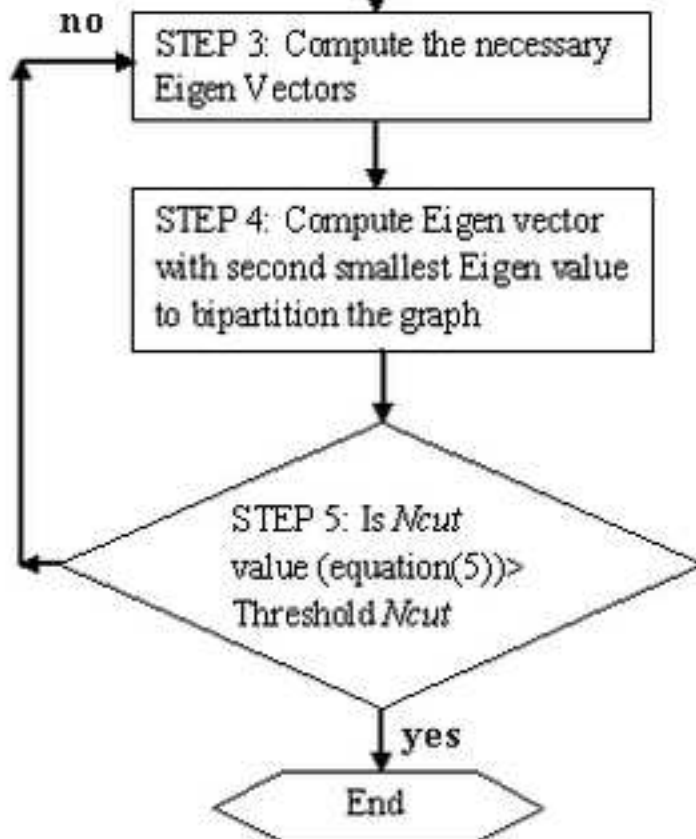 no
STEP 3: Compute the necessary
Eigen Vectors
STEP 4: Compute Eigen vector
with second smallest Eigen value
to bipartition the graph
STEP 5: Is Ncut
value (equation(5))>
Threshold Ncut
yes
End